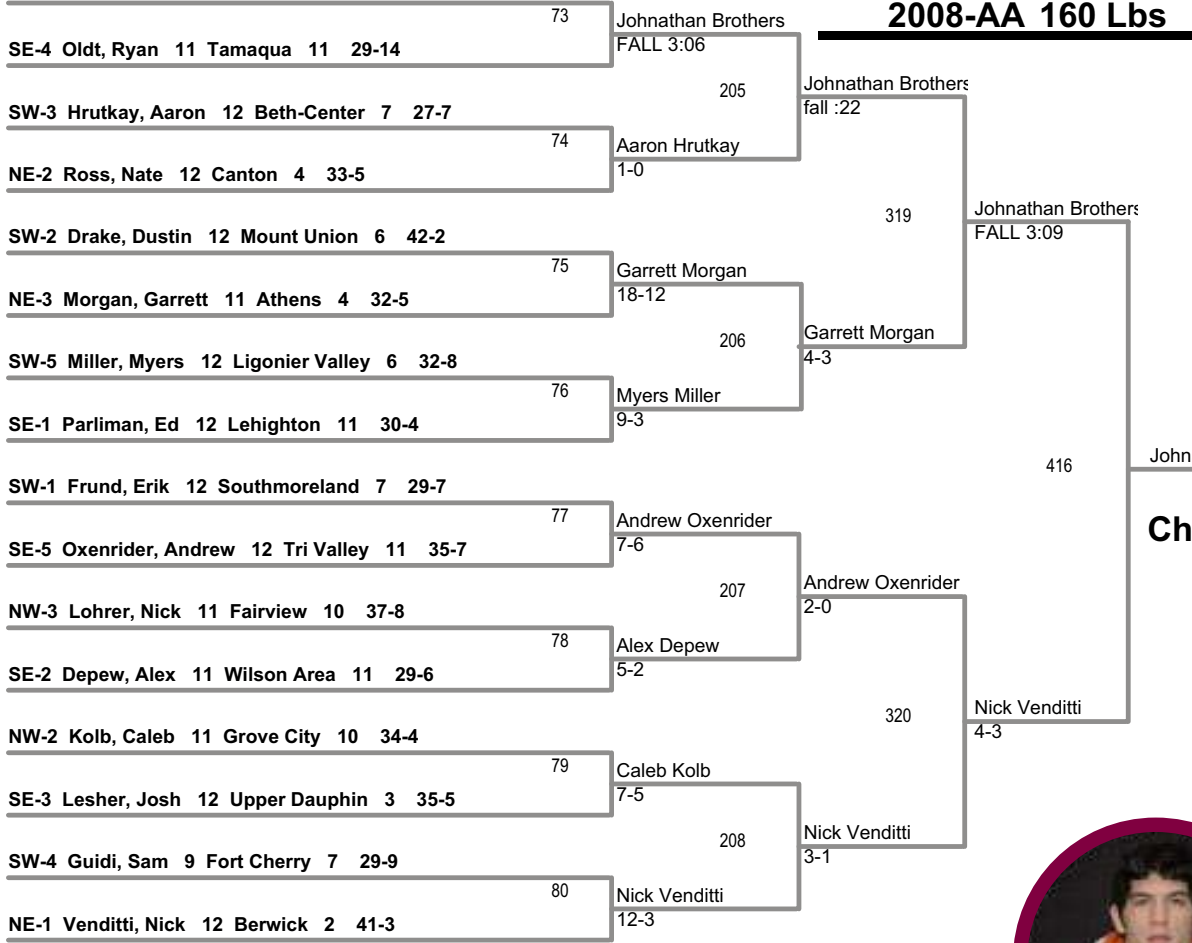 2008-AA 160 Lbs
73
Johnathan Brothers
FALL 3:06
SE-4 Oldt, Ryan 11 Tamaqua 11 29-14
205
Johnathan Brothers
fall :22
SW-3 Hrutkay, Aaron 12 Beth-Center 7 27-7
74
Aaron Hrutkay
1-0
NE-2 Ross, Nate 12 Canton 4 33-5
319
Johnathan Brothers
FALL 3:09
SW-2 Drake, Dustin 12 Mount Union 6 42-2
75
Garrett Morgan
18-12
NE-3 Morgan, Garrett 11 Athens 4 32-5
206
Garrett Morgan
4-3
SW-5 Miller, Myers 12 Ligonier Valley 6 32-8
76
Myers Miller
9-3
SE-1 Parliman, Ed 12 Lehighton 11 30-4
416
John
Ch
SW-1 Frund, Erik 12 Southmoreland 7 29-7
77
Andrew Oxenrider
7-6
SE-5 Oxenrider, Andrew 12 Tri Valley 11 35-7
207
Andrew Oxenrider
2-0
NW-3 Lohrer, Nick 11 Fairview 10 37-8
78
Alex Depew
5-2
SE-2 Depew, Alex 11 Wilson Area 11 29-6
320
Nick Venditti
4-3
NW-2 Kolb, Caleb 11 Grove City 10 34-4
79
Caleb Kolb
7-5
SE-3 Lesher, Josh 12 Upper Dauphin 3 35-5
208
Nick Venditti
3-1
SW-4 Guidi, Sam 9 Fort Cherry 7 29-9
80
Nick Venditti
12-3
NE-1 Venditti, Nick 12 Berwick 2 41-3